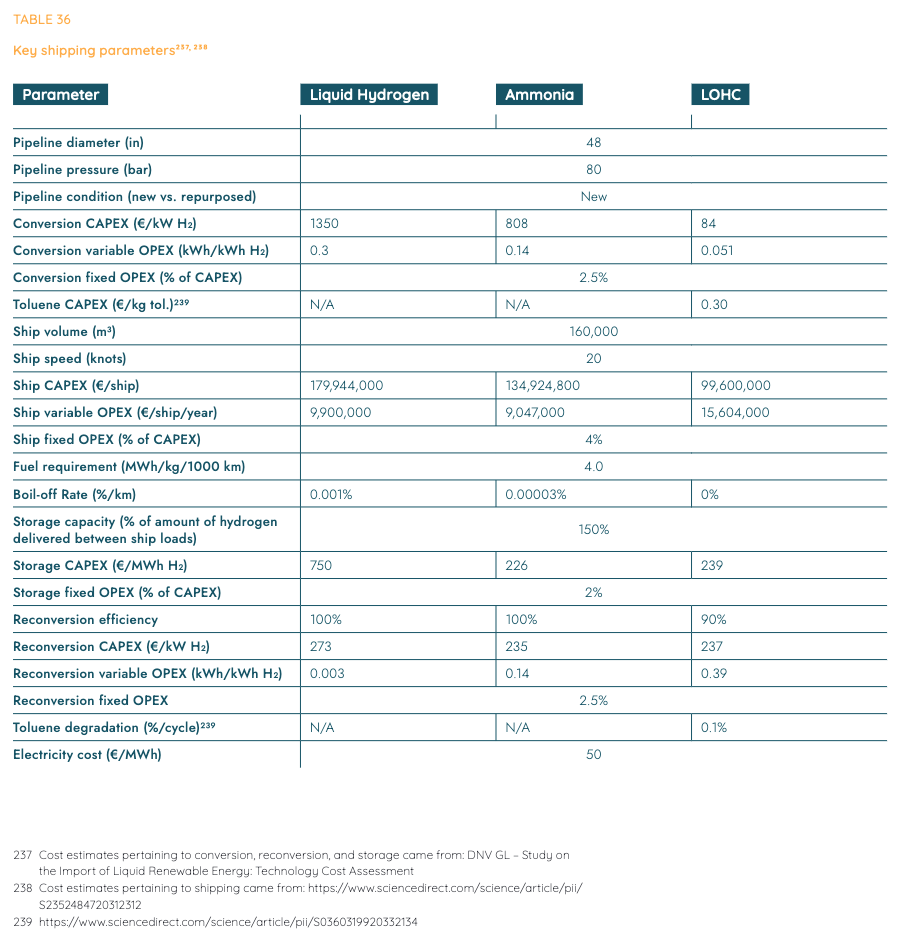 TABLE 36
Key shipping parameters²³⁷, ²³⁸
Parameter Liquid Hydrogen Ammonia LOHC
Pipeline diameter (in) 48
Pipeline pressure (bar) 80
Pipeline condition (new vs. repurposed) New
Conversion CAPEX (€/kW H₂) 1350 808 84
Conversion variable OPEX (kWh/kWh H₂) 0.3 0.14 0.051
Conversion fixed OPEX (% of CAPEX) 2.5%
Toluene CAPEX (€/kg tol.)²³⁹ N/A N/A 0.30
Ship volume (m³) 160,000
Ship speed (knots) 20
Ship CAPEX (€/ship) 179,944,000 134,924,800 99,600,000
Ship variable OPEX (€/ship/year) 9,900,000 9,047,000 15,604,000
Ship fixed OPEX (% of CAPEX) 4%
Fuel requirement (MWh/kg/1000 km) 4.0
Boil-off Rate (%/km) 0.001% 0.00003% 0%
Storage capacity (% of amount of hydrogen
delivered between ship loads) 150%
Storage CAPEX (€/MWh H₂) 750 226 239
Storage fixed OPEX (% of CAPEX) 2%
Reconversion efficiency 100% 100% 90%
Reconversion CAPEX (€/kW H₂) 273 235 237
Reconversion variable OPEX (kWh/kWh H₂) 0.003 0.14 0.39
Reconversion fixed OPEX 2.5%
Toluene degradation (%/cycle)²³⁹ N/A N/A 0.1%
Electricity cost (€/MWh) 50
237 Cost estimates pertaining to conversion, reconversion, and storage came from: DNV GL – Study on
the Import of Liquid Renewable Energy: Technology Cost Assessment
238 Cost estimates pertaining to shipping came from: https://www.sciencedirect.com/science/article/pii/
S2352484720312312
239 https://www.sciencedirect.com/science/article/pii/S0360319920332134